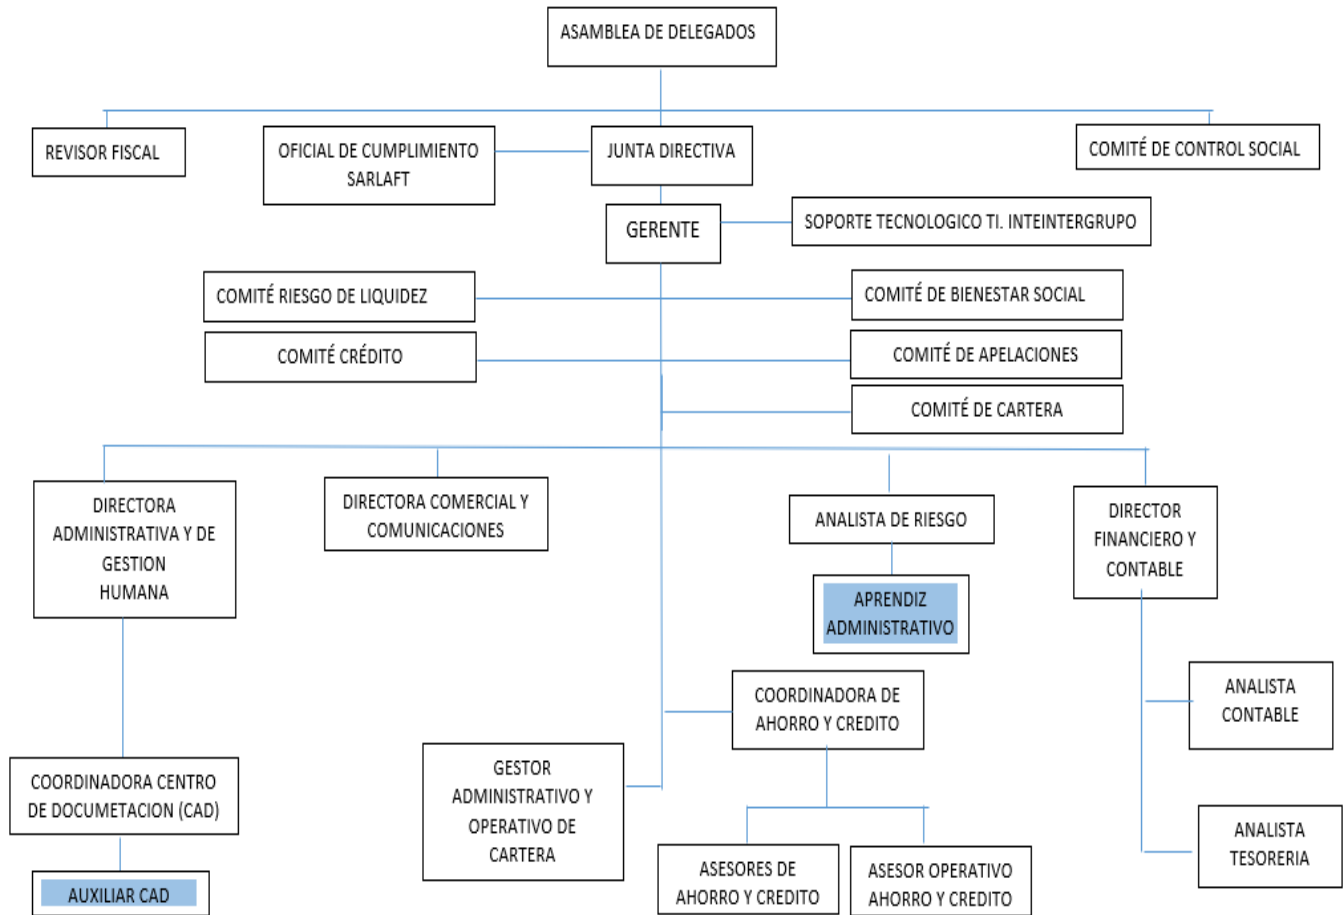 ASAMBLEA DE DELEGADOS
REVISOR FISCAL
OFICIAL DE CUMPLIMIENTO
SARLAFT
JUNTA DIRECTIVA
COMITÉ DE CONTROL SOCIAL
GERENTE
SOPORTE TECNOLOGICO TI. INTEINTERGRUPO
COMITÉ RIESGO DE LIQUIDEZ
COMITÉ DE BIENESTAR SOCIAL
COMITÉ CRÉDITO
COMITÉ DE APELACIONES
COMITÉ DE CARTERA
DIRECTORA
ADMINISTRATIVA Y DE
GESTION
HUMANA
DIRECTORA COMERCIAL Y
COMUNICACIONES
ANALISTA DE RIESGO
DIRECTOR
FINANCIERO Y
CONTABLE
APRENDIZ
ADMINISTRATIVO
COORDINADORA DE
AHORRO Y CREDITO
ANALISTA
CONTABLE
GESTOR
ADMINISTRATIVO Y
OPERATIVO DE
CARTERA
COORDINADORA CENTRO
DE DOCUMETACION (CAD)
ANALISTA
TESORERIA
ASESORES DE
AHORRO Y CREDITO
ASESOR OPERATIVO
AHORRO Y CREDITO
AUXILIAR CAD